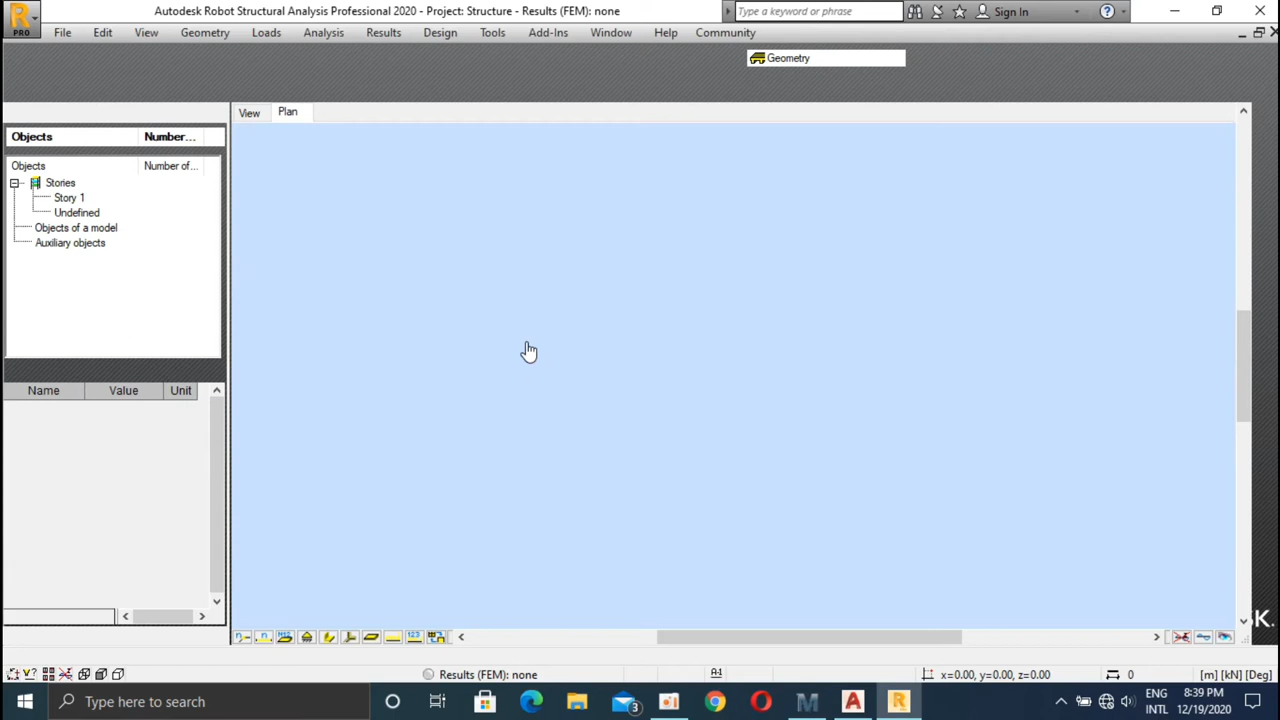 Autodesk Robot Structural Analysis Professional 2020 - Project: Structure - Results (FEM): none
Type a keyword or phrase
Sign In
PRO
File Edit View Geometry Loads Analysis Results Design Tools Add-Ins Window Help Community
Geometry
View Plan
Objects Number...
Objects Number of...
Stories
Story 1
Undefined
Objects of a model
Auxiliary objects
Name Value Unit
K.
Results (FEM): none
x=0.00, y=0.00, z=0.00
0
[m] [kN] [Deg]
Type here to search
3
ENG
8:39 PM
INTL
12/19/2020